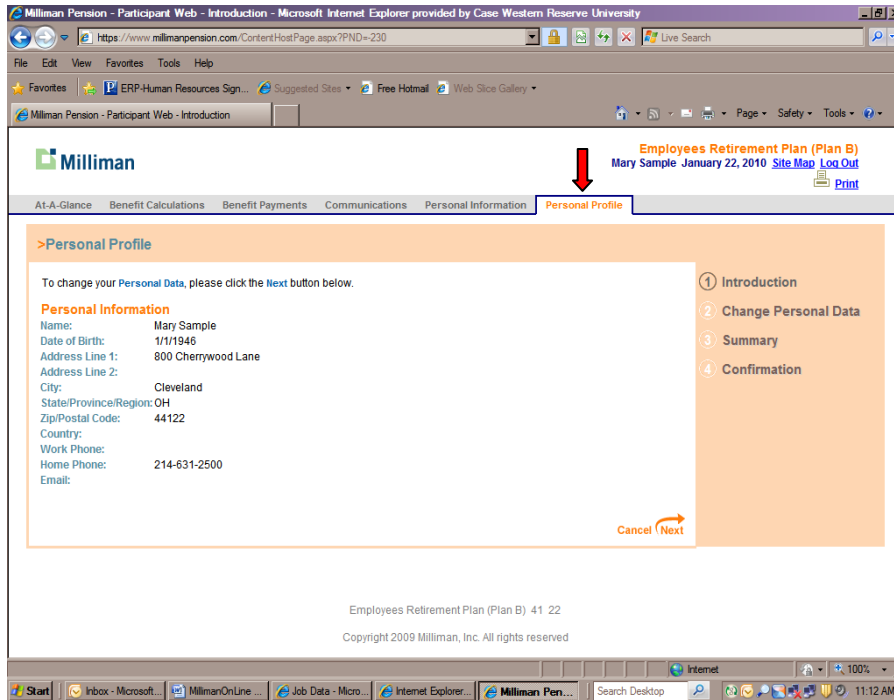 Milliman Pension - Participant Web - Introduction - Microsoft Internet Explorer provided by Case Western Reserve University
https://www.millimanpension.com/ContentHostPage.aspx?PND=-230
Live Search
File Edit View Favorites Tools Help
Favorites ERP-Human Resources Sign... Suggested Sites Free Hotmail Web Slice Gallery
Milliman Pension - Participant Web - Introduction
Page Safety Tools
Milliman
Employees Retirement Plan (Plan B)
Mary Sample January 22, 2010 Site Map Log Out
Print
At-A-Glance Benefit Calculations Benefit Payments Communications Personal Information Personal Profile
>Personal Profile
To change your Personal Data, please click the Next button below.
Personal Information
Name: Mary Sample
Date of Birth: 1/1/1946
Address Line 1: 800 Cherrywood Lane
Address Line 2:
City: Cleveland
State/Province/Region: OH
Zip/Postal Code: 44122
Country:
Work Phone:
Home Phone: 214-631-2500
Email:
Cancel Next
1 Introduction
2 Change Personal Data
3 Summary
4 Confirmation
Employees Retirement Plan (Plan B) 41 22
Copyright 2009 Milliman, Inc. All rights reserved
Internet 100%
Start Inbox - Microsoft... MillimanOnLine ... Job Data - Micro... Internet Explorer... Milliman Pen... Search Desktop 11:12 AM